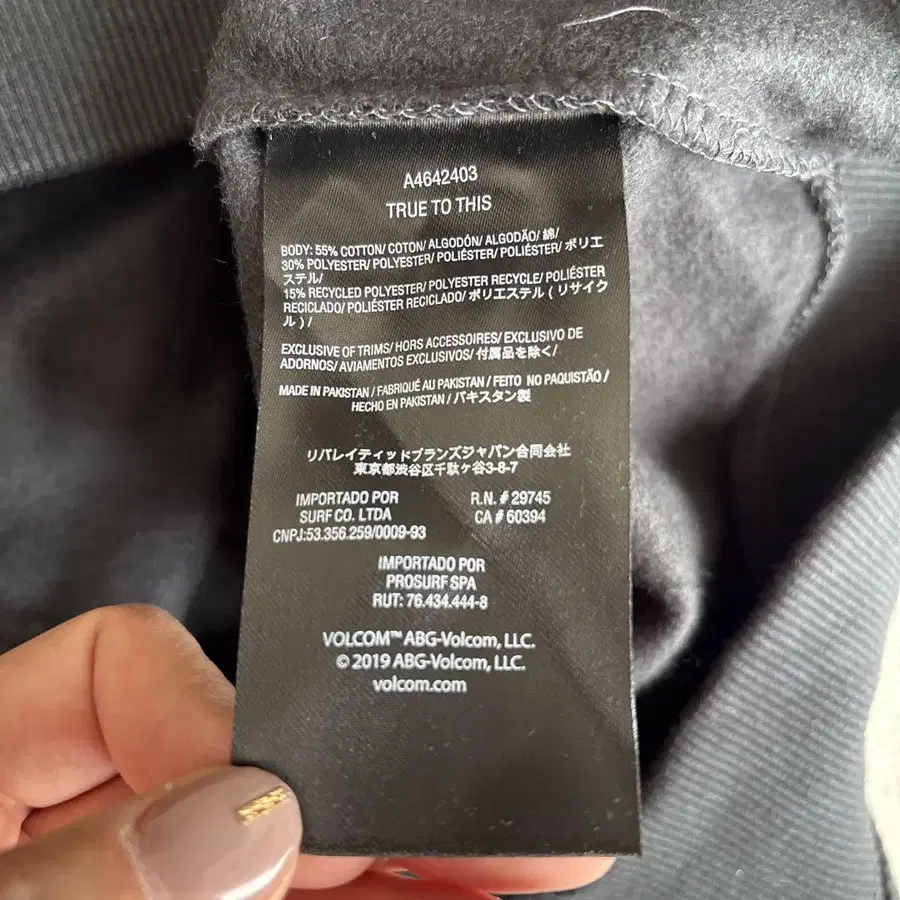 A4642403
TRUE TO THIS
BODY: 55% COTTON/ COTON/ ALGODÓN/ ALGODÃO/ 綿/
30% POLYESTER/ POLYESTER/ POLIÉSTER/ POLIÉSTER/ ポリエ
ステル/
15% RECYCLED POLYESTER/ POLYESTER RECYCLE/ POLIÉSTER
RECICLADO/ POLIÉSTER RECICLADO/ ポリエステル ( リサイク
ル ) /
EXCLUSIVE OF TRIMS/ HORS ACCESSOIRES/ EXCLUSIVO DE
ADORNOS/ AVIAMENTOS EXCLUSIVOS/ 付属品を除く/
MADE IN PAKISTAN / FABRIQUÉ AU PAKISTAN / FEITO NO PAQUISTÃO /
HECHO EN PAKISTAN / パキスタン製
リバレイティッドブランズジャパン合同会社
東京都渋谷区千駄ヶ谷3-8-7
IMPORTADO POR
SURF CO. LTDA
CNPJ:53.356.259/0009-93
R.N. # 29745
CA # 60394
IMPORTADO POR
PROSURF SPA
RUT: 76.434.444-8
VOLCOM™ ABG-Volcom, LLC.
© 2019 ABG-Volcom, LLC.
volcom.com